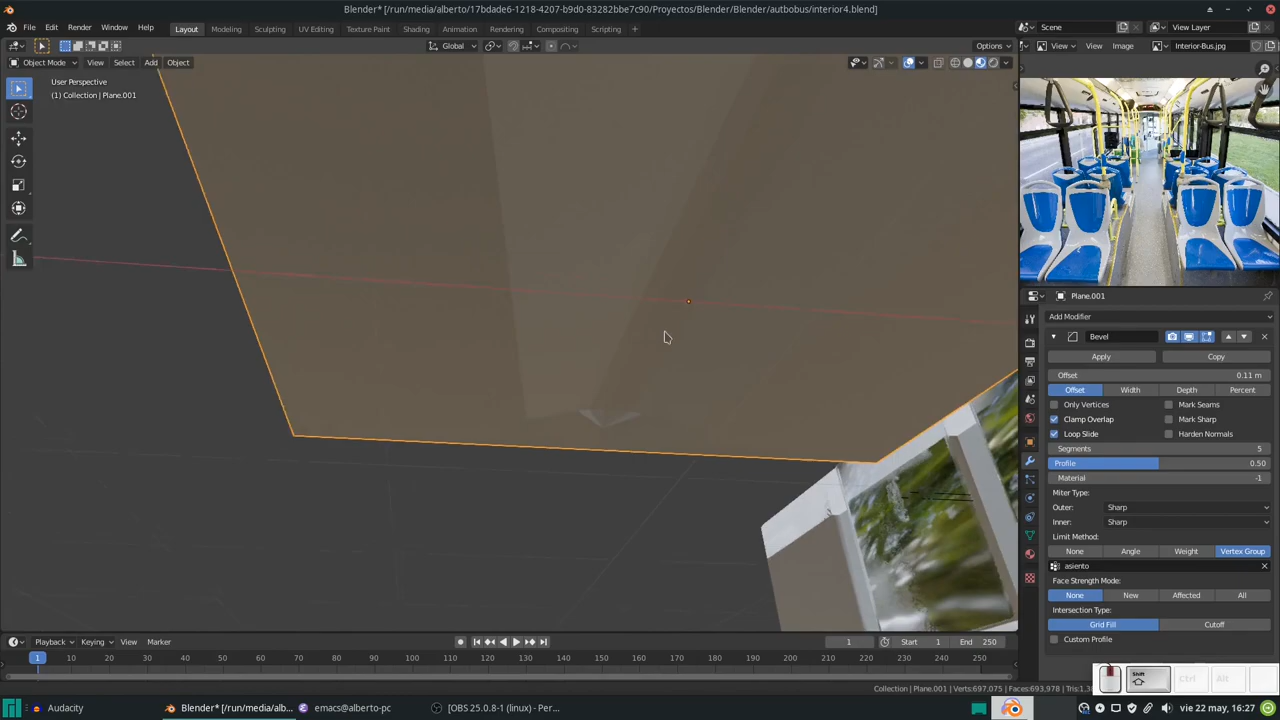 Blender* [/run/media/alberto/17bdade6-1218-4207-b9d0-83282bbe7c90/Proyectos/Blender/Blender/autbobus/interior4.blend]
File Edit Render Window Help Layout Modeling Sculpting UV Editing Texture Paint Shading Animation Rendering Compositing Scripting Scene View Layer
Global Options View View Image Interior-Bus.jpg
Object Mode View Select Add Object
User Perspective
(1) Collection | Plane.001
Plane.001
Add Modifier
Bevel
Apply Copy
Offset 0.11 m
Offset Width Depth Percent
Only Vertices Mark Seams
Clamp Overlap Mark Sharp
Loop Slide Harden Normals
Segments 5
Profile 0.50
Material -1
Miter Type:
Outer: Sharp
Inner: Sharp
Limit Method:
None Angle Weight Vertex Group
asiento
Face Strength Mode:
None New Affected All
Intersection Type:
Grid Fill Cutoff
Custom Profile
Playback Keying View Marker 1 Start 1 End 250
1 10 20 30 40 50 60 70 80 90 100 110 120 130 140 150 160 170 180 190 200 210 220 230 240 250
Shift Ctrl Alt
Collection | Plane.001 | Verts:697,075 | Faces:693,978 | Tris:1,3
Audacity Blender* [/run/media/alb... emacs@alberto-pc [OBS 25.0.8-1 (linux) - Per... vie 22 may, 16:27